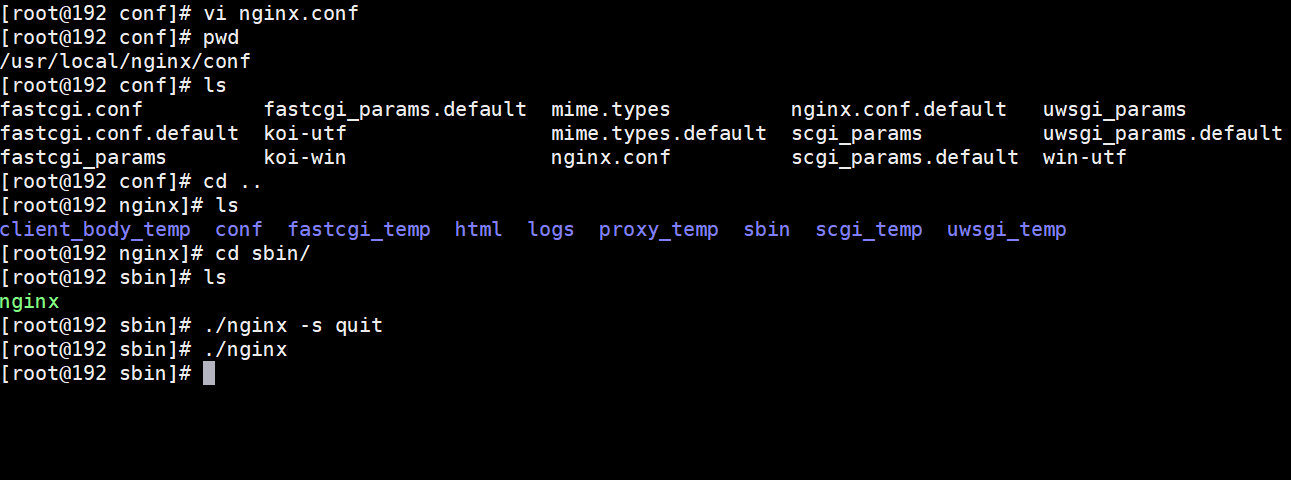 [root@192 conf]# vi nginx.conf
[root@192 conf]# pwd
/usr/local/nginx/conf
[root@192 conf]# ls
fastcgi.conf          fastcgi_params.default  mime.types          nginx.conf.default   uwsgi_params
fastcgi.conf.default  koi-utf                 mime.types.default  scgi_params          uwsgi_params.default
fastcgi_params        koi-win                 nginx.conf          scgi_params.default  win-utf
[root@192 conf]# cd ..
[root@192 nginx]# ls
client_body_temp  conf  fastcgi_temp  html  logs  proxy_temp  sbin  scgi_temp  uwsgi_temp
[root@192 nginx]# cd sbin/
[root@192 sbin]# ls
nginx
[root@192 sbin]# ./nginx -s quit
[root@192 sbin]# ./nginx
[root@192 sbin]#